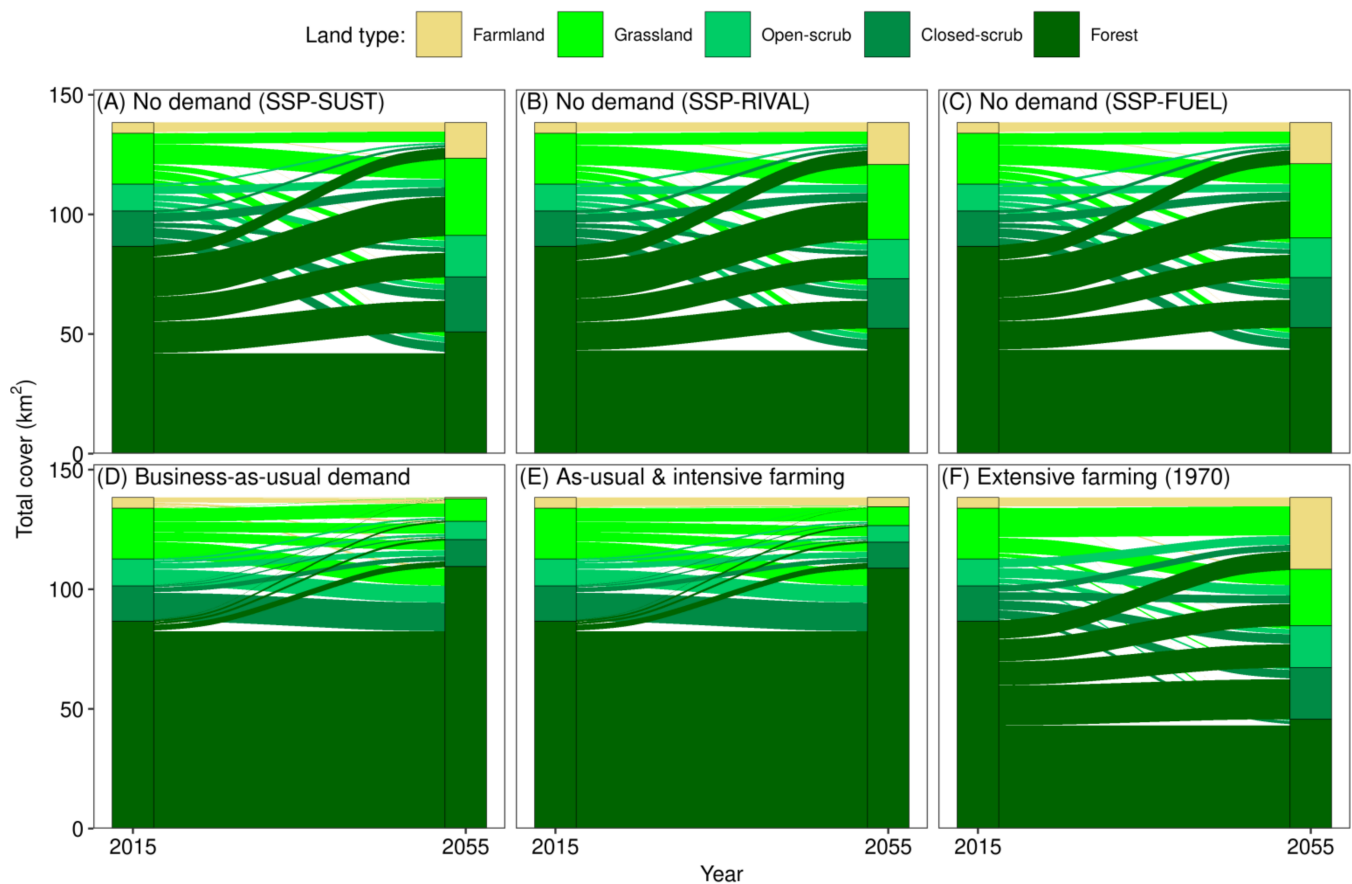 Land type: Farmland Grassland Open-scrub Closed-scrub Forest
(A) No demand (SSP-SUST) (B) No demand (SSP-RIVAL) (C) No demand (SSP-FUEL)
150
100
50
0
(D) Business-as-usual demand (E) As-usual & intensive farming (F) Extensive farming (1970)
150
100
50
0
Total cover (km²)
2015 2055 2015 2055 2015 2055
Year